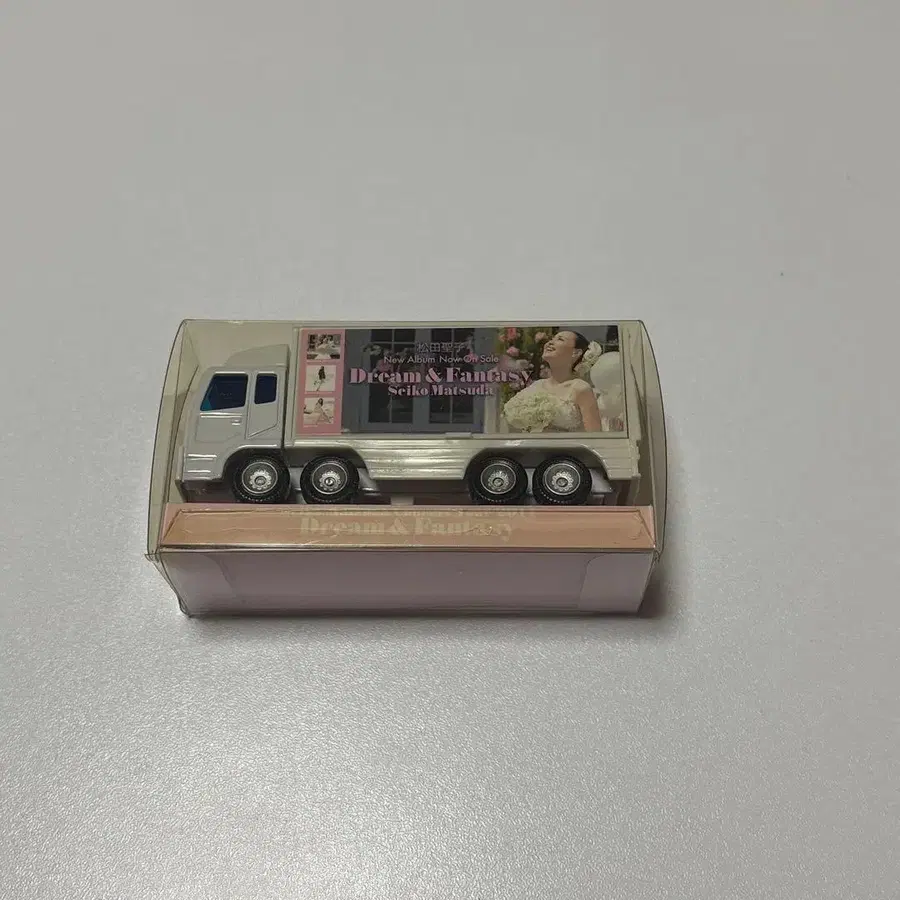 松田聖子
New Album Now On Sale
Dream & Fantasy
Seiko Matsuda
Dream & Fantasy